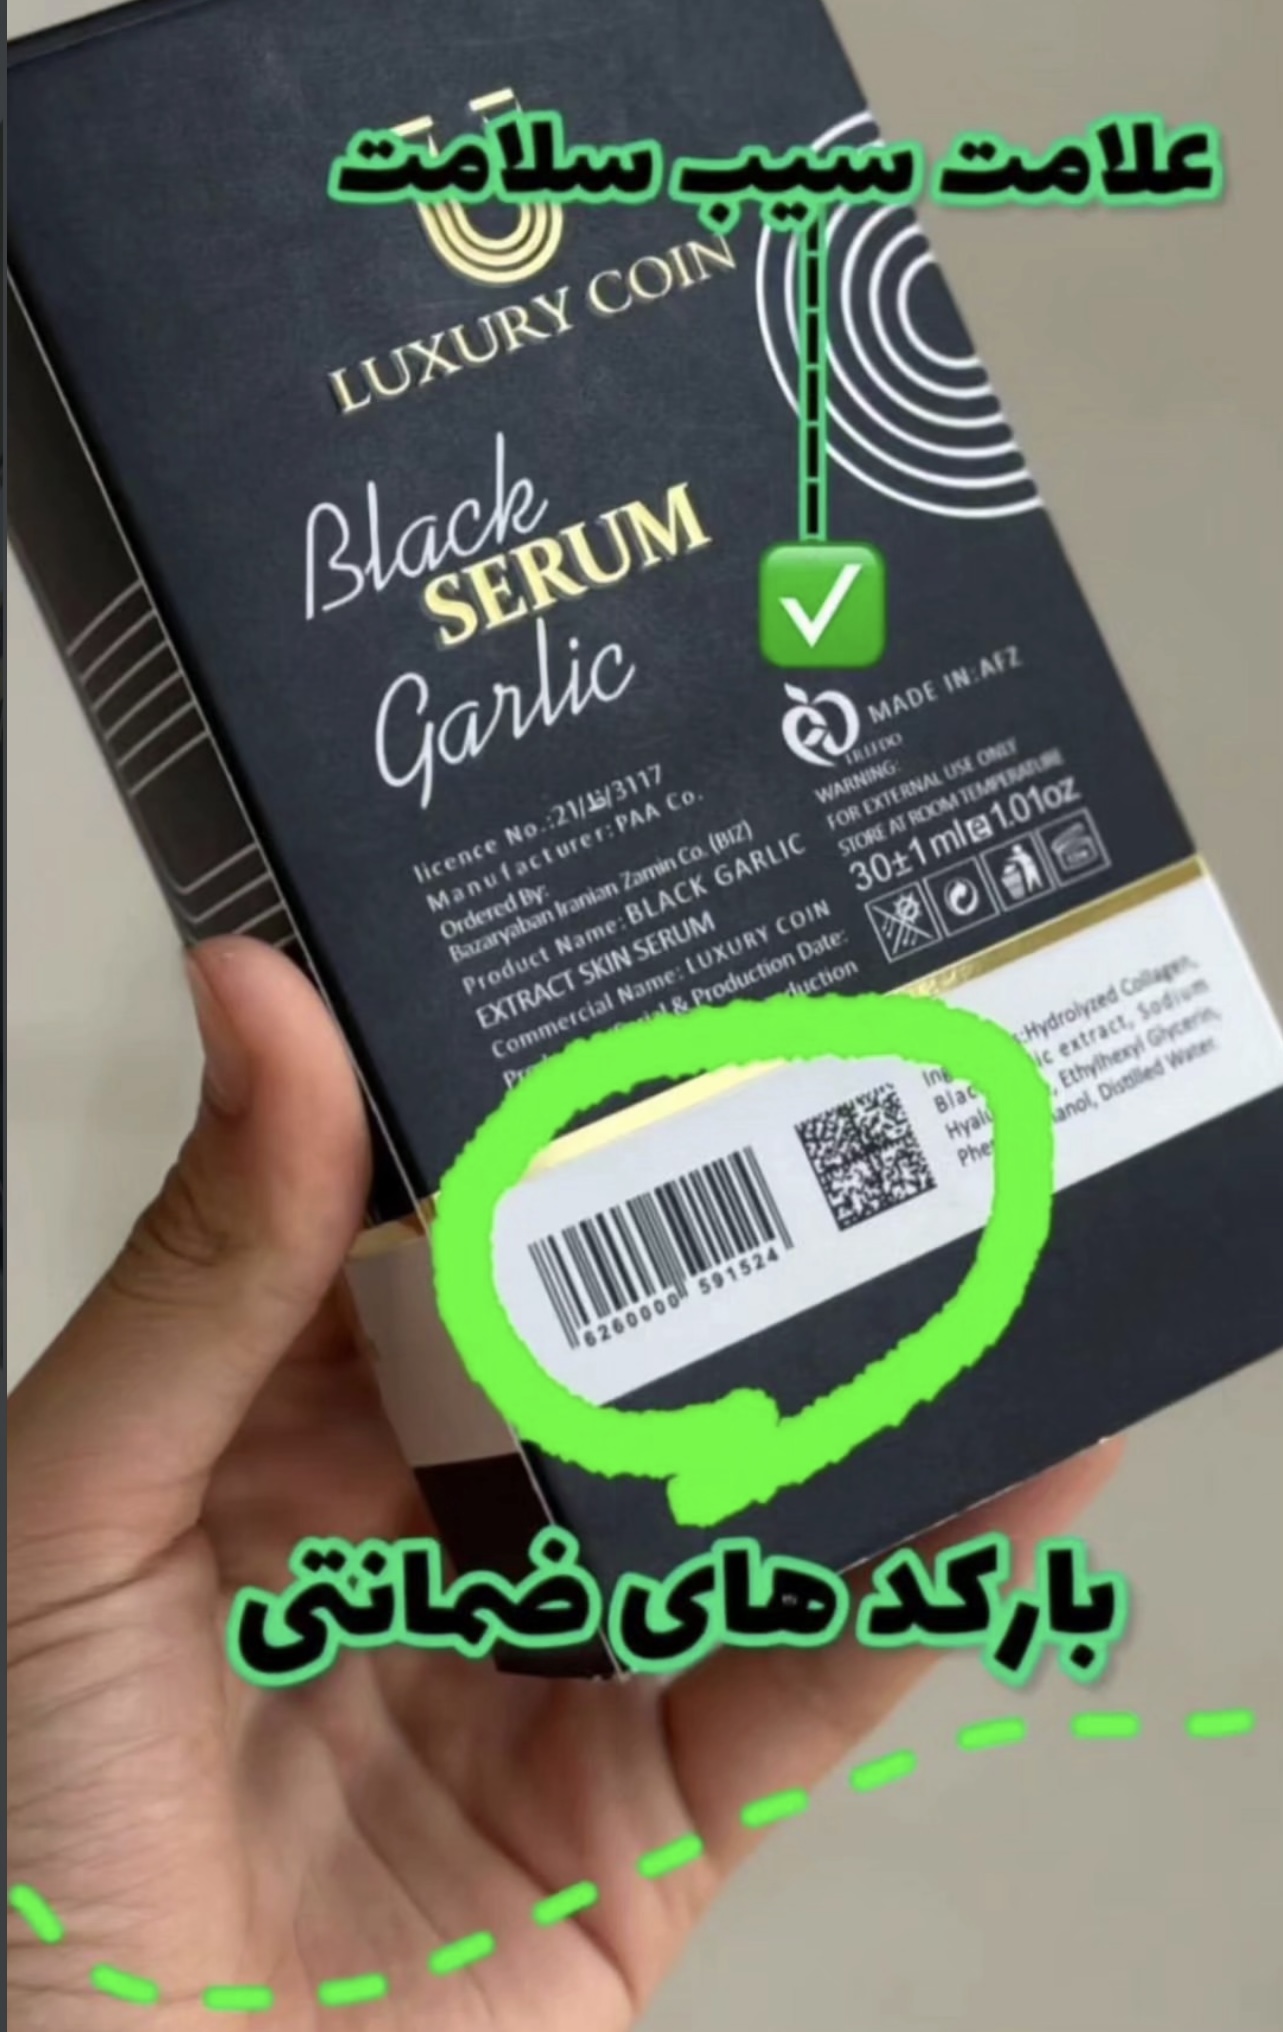 علامت سیب سلامت
LUXURY COIN
Black
SERUM
Garlic
MADE IN:AFZ
WARNING:
FOR EXTERNAL USE ONLY
STORE AT ROOM TEMPERATURE
30±1ml e 1.01oz
licence No.:21/ /3117
Manufacturer:PAA Co.
Ordered By:
Bazaryaban Iranian Zamin Co. (BIZ)
Product Name:BLACK GARLIC
EXTRACT SKIN SERUM
Commercial Name: LUXURY COIN
& Production Date:
:Hydrolyzed Collagen,
extract, Sodium
Ethylhexyl Glycerin,
Distilled Water.
6260000 591524
بارکد های ضمانتی